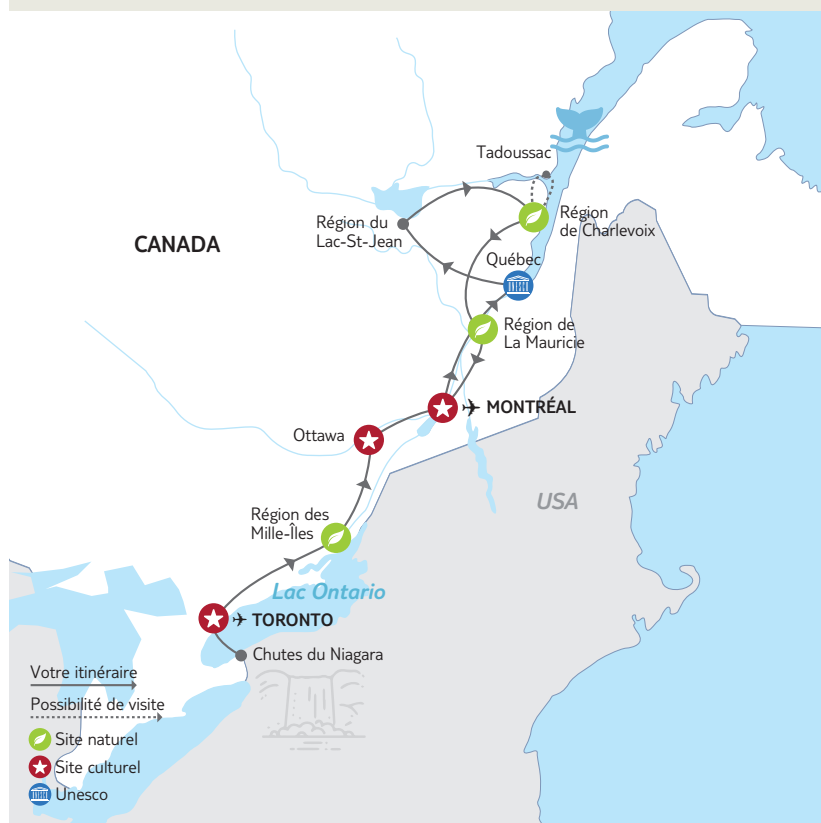 Tadoussac
Région du
Lac-St-Jean
Région
de Charlevoix
CANADA
Québec
Région de
La Mauricie
MONTRÉAL
Ottawa
USA
Région des
Mille-Îles
Lac Ontario
TORONTO
Chutes du Niagara
Votre itinéraire
Possibilité de visite
Site naturel
Site culturel
Unesco